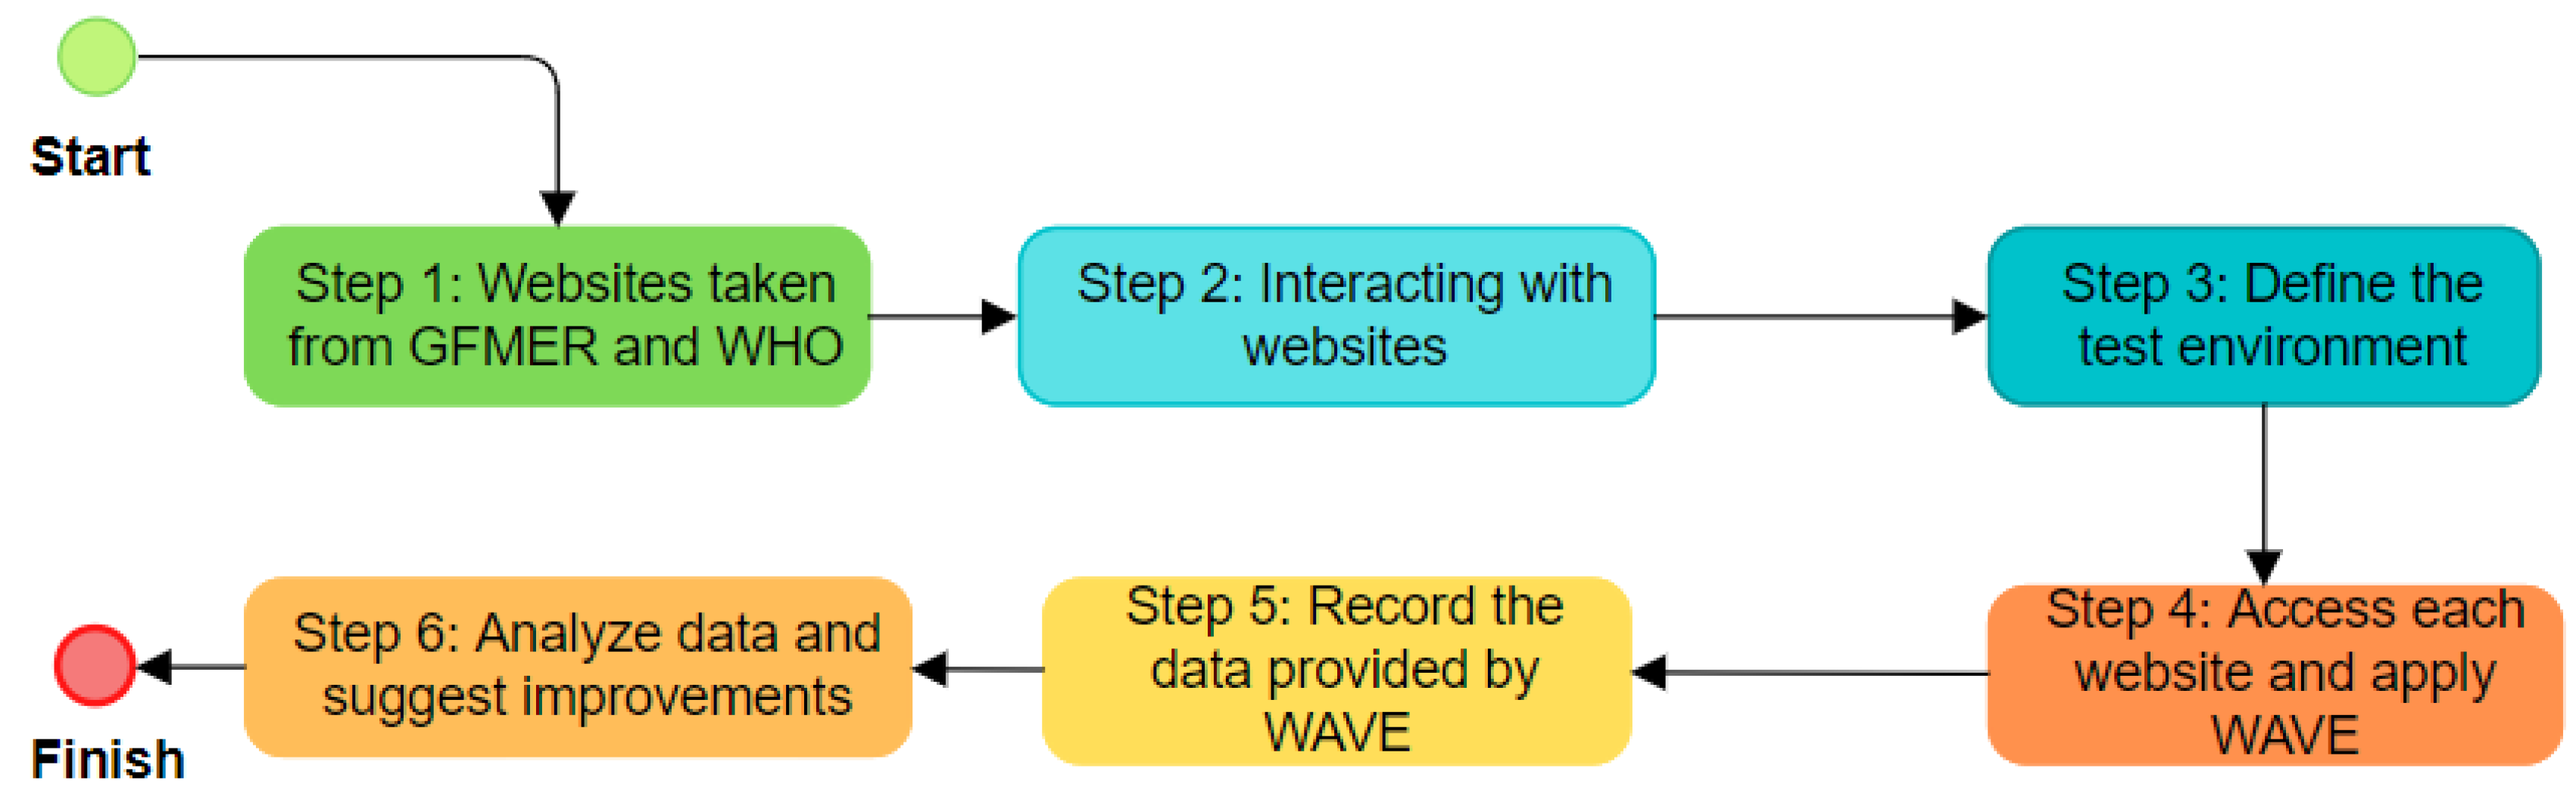 Start
Step 1: Websites taken
from GFMER and WHO
Step 2: Interacting with
websites
Step 3: Define the
test environment
Step 4: Access each
website and apply
WAVE
Step 5: Record the
data provided by
WAVE
Step 6: Analyze data and
suggest improvements
Finish